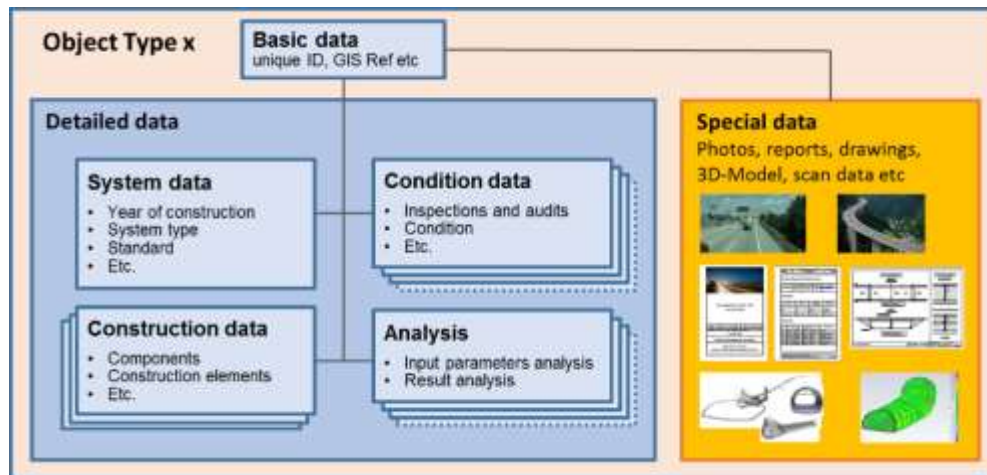 Object Type x
Basic data
unique ID, GIS Ref etc
Detailed data
System data
• Year of construction
• System type
• Standard
• Etc.
Condition data
• Inspections and audits
• Condition
• Etc.
Construction data
• Components
• Construction elements
• Etc.
Analysis
• Input parameters analysis
• Result analysis
Special data
Photos, reports, drawings,
3D-Model, scan data etc